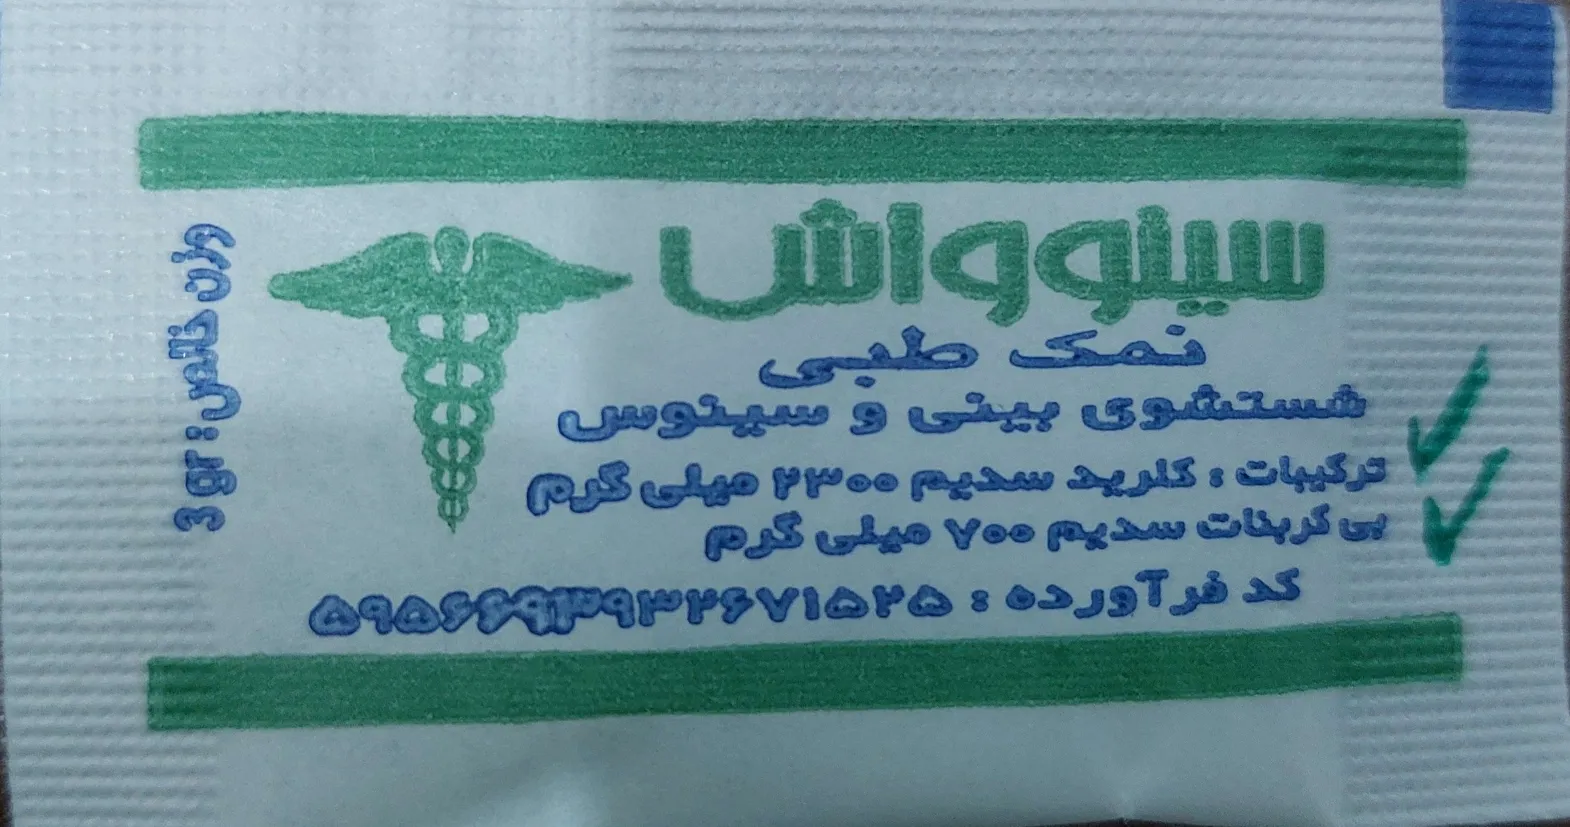 سینوواش
نمک طبی
شستشوی بینی و سینوس
ترکیبات : کلرید سدیم ۲۳۰۰ میلی گرم
بی کربنات سدیم ۷۰۰ میلی گرم
کد فرآورده :
وزن خالص : 3 gr